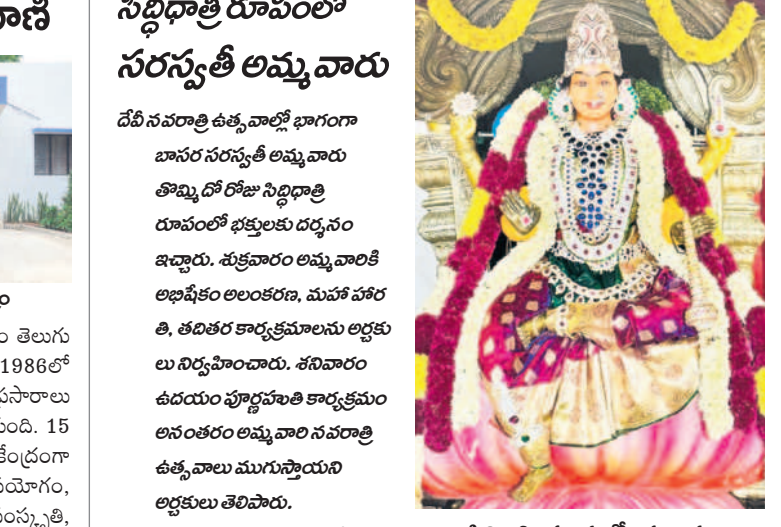 సిద్ధిధాత్రి రూపంలో
సరస్వతీ అమ్మవారు
దేవీ నవరాత్రి ఉత్సవాల్లో భాగంగా
బాసర సరస్వతీ అమ్మవారు
తొమ్మిదో రోజు సిద్ధిధాత్రి
రూపంలో భక్తులకు దర్శనం
ఇచ్చారు. శుక్రవారం అమ్మవారికి
అభిషేకం అలంకరణ, మహా హార
తి, తదితర కార్యక్రమాలను అర్చకు
లు నిర్వహించారు. శనివారం
ఉదయం పూర్ణహుతి కార్యక్రమం
అనంతరం అమ్మవారి నవరాత్రి
ఉత్సవాలు ముగుస్తాయని
అర్చకులు తెలిపారు.
తెలుగు
1986లో
15
కేంద్రంగా